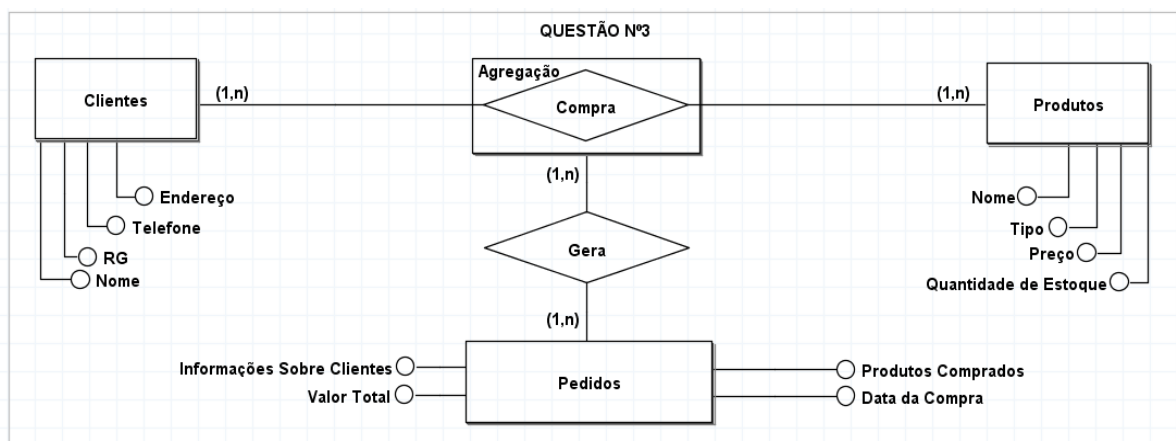 QUESTÃO Nº3
Agregação
Clientes
(1,n)
Compra
(1,n)
Produtos
(1,n)
Endereço
Telefone
RG
Nome
Nome
Tipo
Preço
Quantidade de Estoque
Gera
(1,n)
Informações Sobre Clientes
Valor Total
Pedidos
Produtos Comprados
Data da Compra